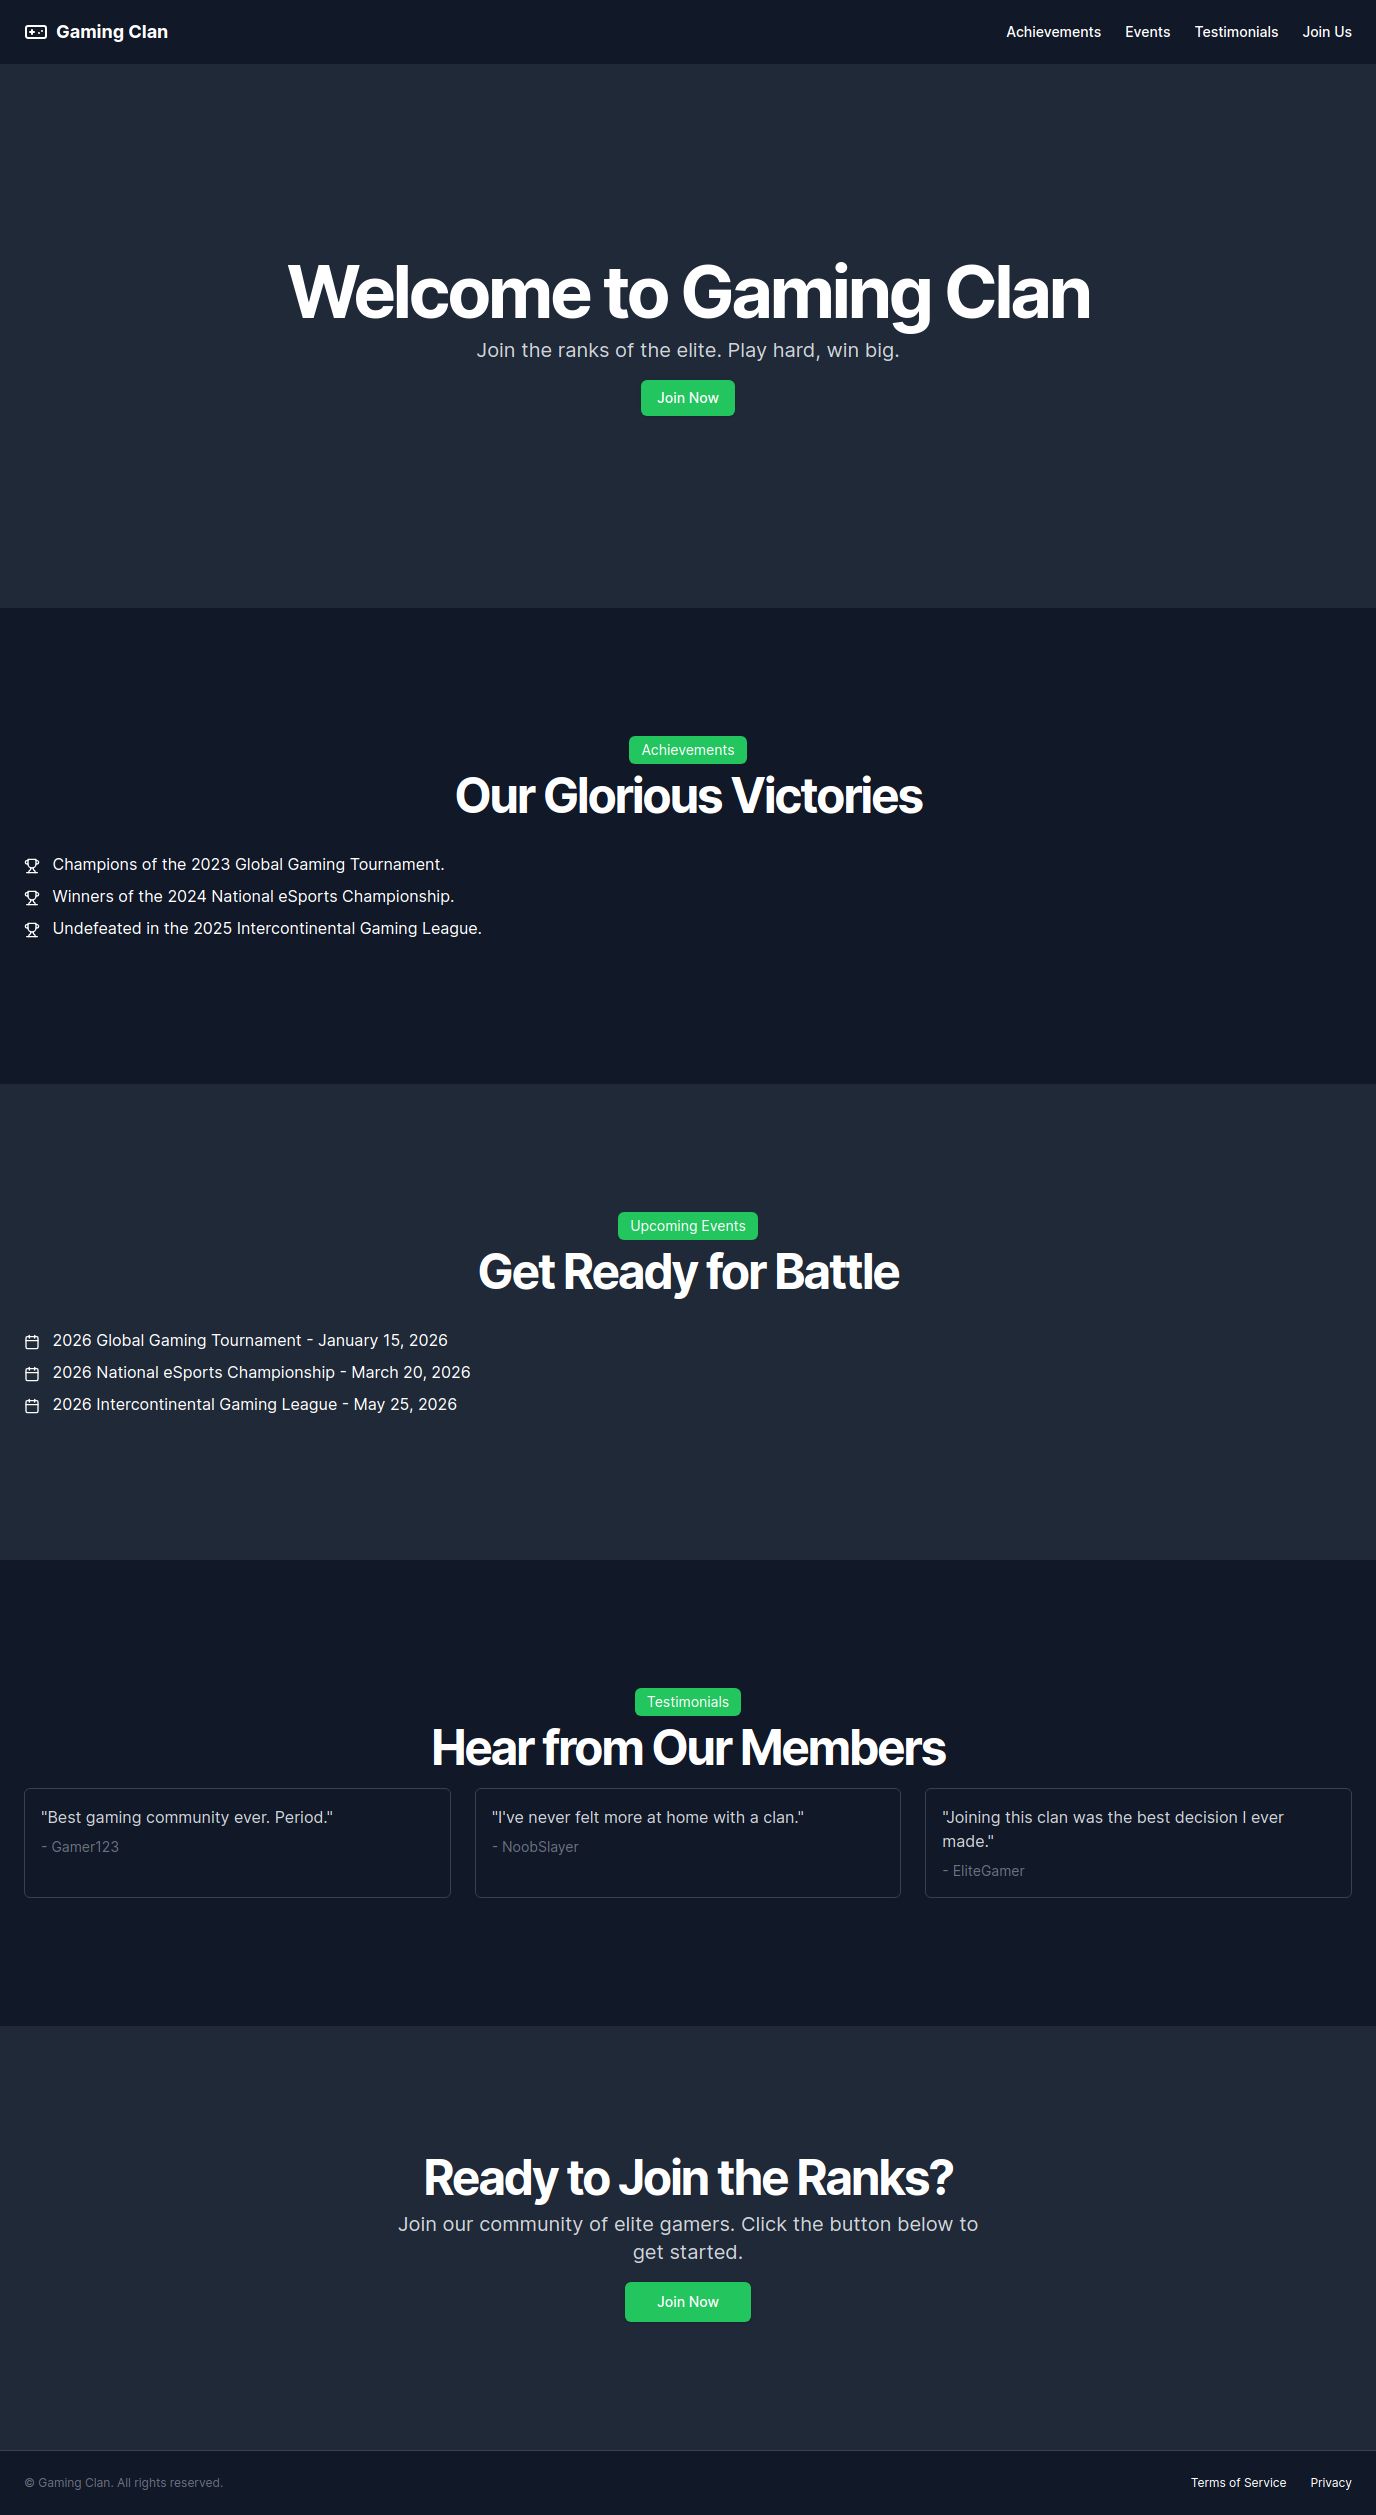 Gaming Clan
Achievements Events Testimonials Join Us
Welcome to Gaming Clan
Join the ranks of the elite. Play hard, win big.
Join Now
Achievements
Our Glorious Victories
Champions of the 2023 Global Gaming Tournament.
Winners of the 2024 National eSports Championship.
Undefeated in the 2025 Intercontinental Gaming League.
Upcoming Events
Get Ready for Battle
2026 Global Gaming Tournament - January 15, 2026
2026 National eSports Championship - March 20, 2026
2026 Intercontinental Gaming League - May 25, 2026
Testimonials
Hear from Our Members
"Best gaming community ever. Period."
- Gamer123
"I've never felt more at home with a clan."
- NoobSlayer
"Joining this clan was the best decision I ever
made."
- EliteGamer
Ready to Join the Ranks?
Join our community of elite gamers. Click the button below to
get started.
Join Now
© Gaming Clan. All rights reserved.
Terms of Service Privacy